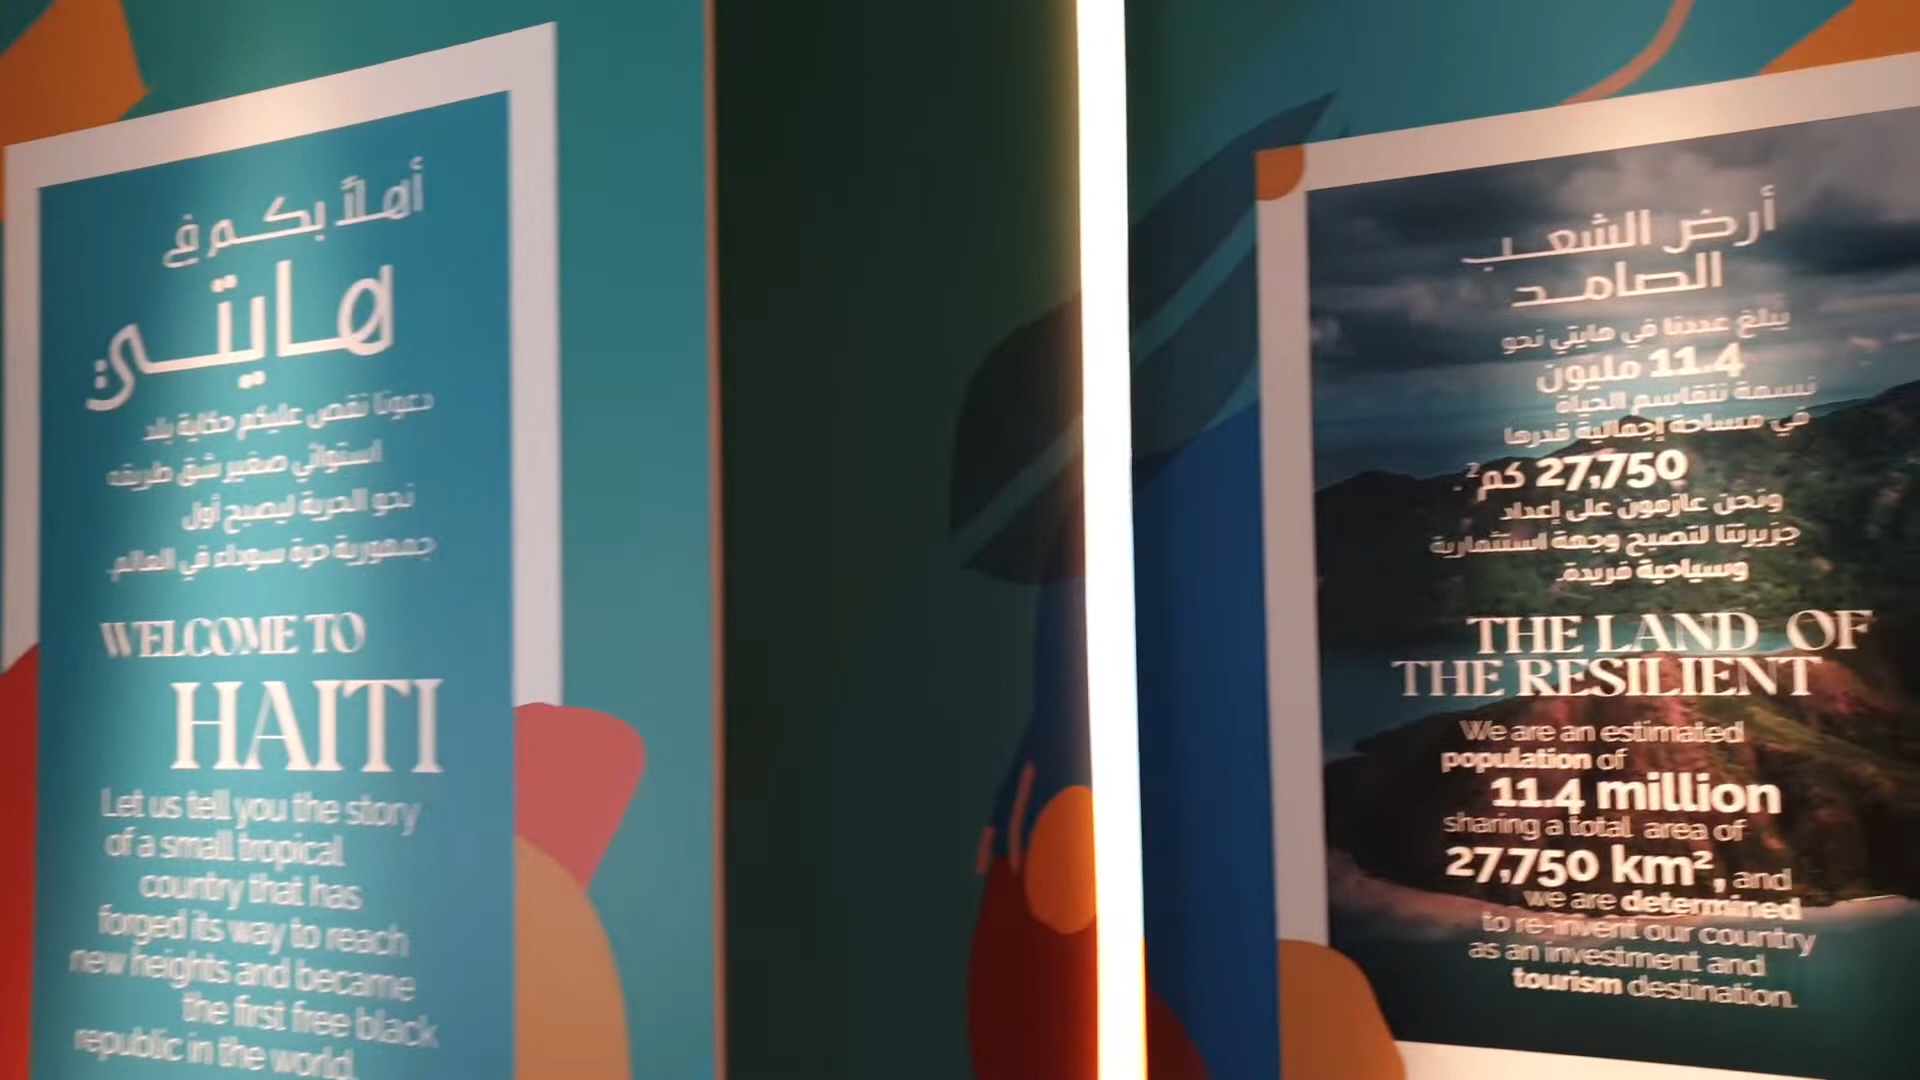 أهلاً بكم في
هايتي
دعونا نقص عليكم حكاية بلد
استوائي صغير شق طريقه
نحو الحرية ليصبح أول
جمهورية حرة سوداء في العالم.
WELCOME TO
HAITI
Let us tell you the story
of a small tropical
country that has
forged its way to reach
new heights and became
the first free black
republic in the world.
أرض الشعب
الصامد
يبلغ عددنا في هايتي نحو
11.4 مليون
نسمة نتقاسم الحياة
في مساحة إجمالية قدرها
27,750 كم².
ونحن عازمون على إعداد
جزيرتنا لتصبح وجهة استثمارية
وسياحية فريدة.
THE LAND OF
THE RESILIENT
We are an estimated
population of
11.4 million
sharing a total area of
27,750 km², and
we are determined
to re-invent our country
as an investment and
tourism destination.